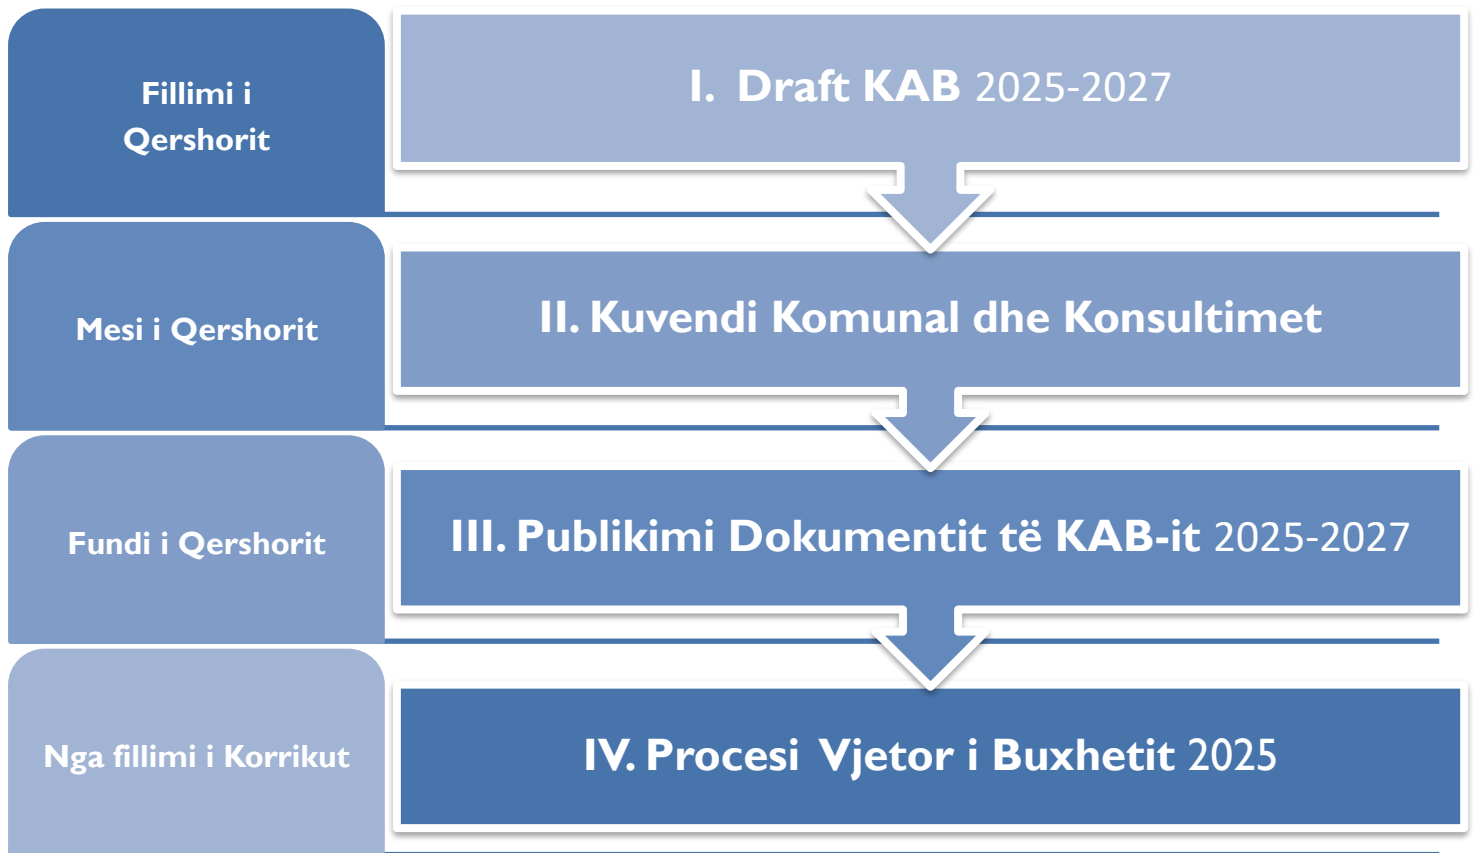 Fillimi i
Qershorit
I. Draft KAB 2025-2027
Mesi i Qershorit
II. Kuvendi Komunal dhe Konsultimet
Fundi i Qershorit
III. Publikimi Dokumentit të KAB-it 2025-2027
Nga fillimi i Korrikut
IV. Procesi Vjetor i Buxhetit 2025